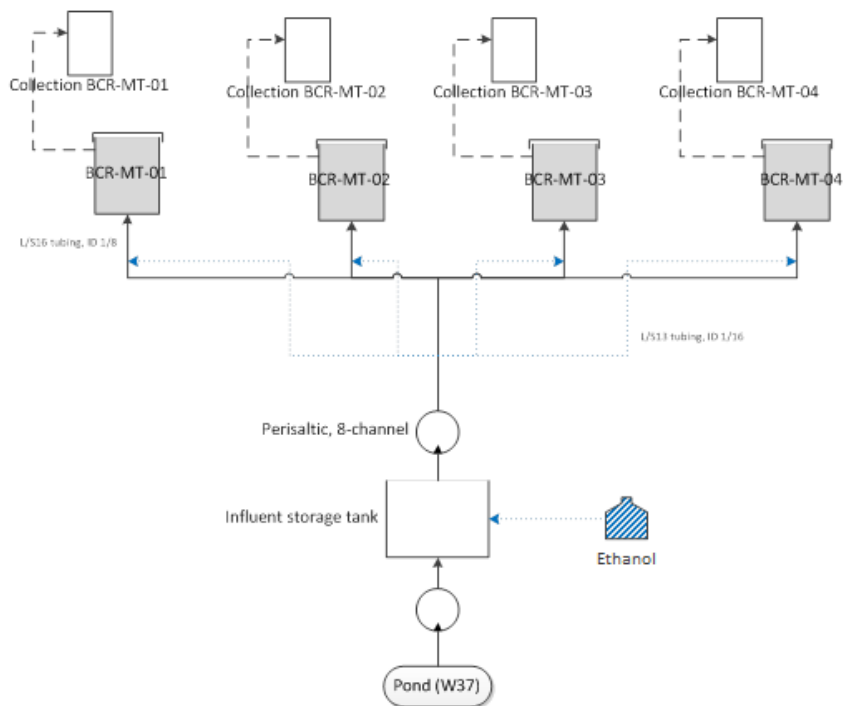 Collection BCR-MT-01
Collection BCR-MT-02
Collection BCR-MT-03
Collection BCR-MT-04
BCR-MT-01
BCR-MT-02
BCR-MT-03
BCR-MT-04
L/S16 tubing, ID 1/8
L/S13 tubing, ID 1/16
Perisaltic, 8-channel
Influent storage tank
Ethanol
Pond (W37)